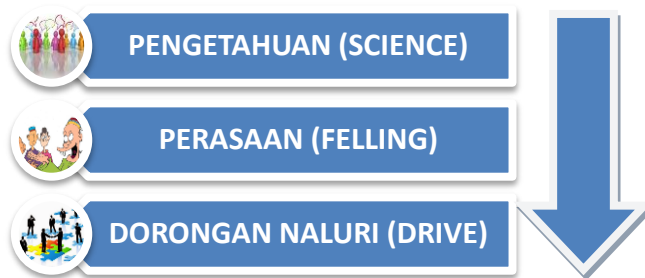 PENGETAHUAN (SCIENCE)
PERASAAN (FELLING)
DORONGAN NALURI (DRIVE)